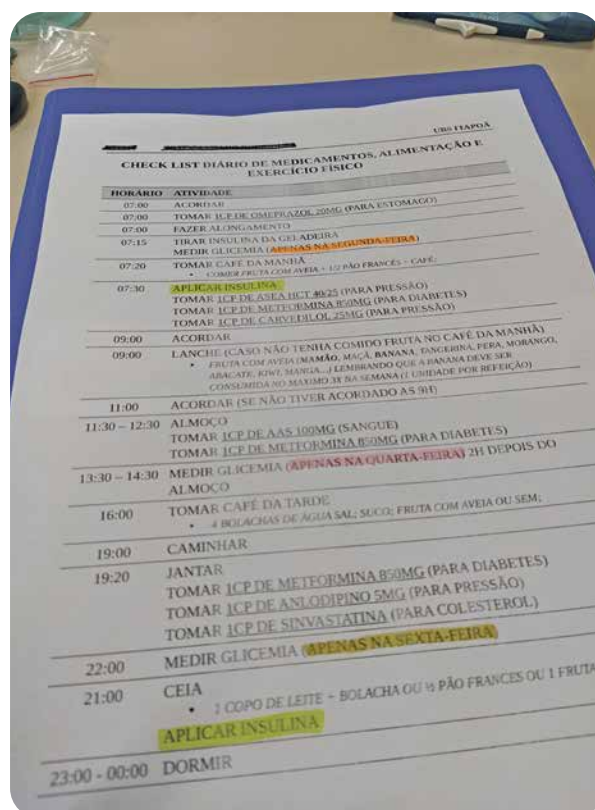 UBS ITAPOÃ
CHECK LIST DIÁRIO DE MEDICAMENTOS, ALIMENTAÇÃO E
EXERCÍCIO FÍSICO
HORÁRIO ATIVIDADE
07:00 ACORDAR
07:00 TOMAR 1CP DE OMEPRAZOL 20MG (PARA ESTOMAGO)
07:00 FAZER ALONGAMENTO
07:15 TIRAR INSULINA DA GELADEIRA
MEDIR GLICEMIA (APENAS NA SEGUNDA-FEIRA)
07:20 TOMAR CAFÉ DA MANHÃ
• COMER FRUTA COM AVEIA + 1/2 PÃO FRANCÊS + CAFÉ;
07:30 APLICAR INSULINA
TOMAR 1CP DE ASEA HCT 40/25 (PARA PRESSÃO)
TOMAR 1CP DE METFORMINA 850MG (PARA DIABETES)
TOMAR 1CP DE CARVEDILOL 25MG (PARA PRESSÃO)
09:00 ACORDAR
09:00 LANCHE (CASO NÃO TENHA COMIDO FRUTA NO CAFÉ DA MANHÃ)
• FRUTA COM AVEIA (MAMÃO, MAÇÃ, BANANA, TANGERINA, PERA, MORANGO,
ABACATE, KIWI, MANGA...) LEMBRANDO QUE A BANANA DEVE SER
CONSUMIDA NO MAXIMO 3X NA SEMANA (1 UNIDADE POR REFEIÇÃO)
11:00 ACORDAR (SE NÃO TIVER ACORDADO AS 9H)
11:30 – 12:30 ALMOÇO
TOMAR 1CP DE AAS 100MG (SANGUE)
TOMAR 1CP DE METFORMINA 850MG (PARA DIABETES)
13:30 – 14:30 MEDIR GLICEMIA (APENAS NA QUARTA-FEIRA) 2H DEPOIS DO
ALMOÇO
16:00 TOMAR CAFÉ DA TARDE
• 4 BOLACHAS DE AGUA SAL; SUCO; FRUTA COM AVEIA OU SEM;
19:00 CAMINHAR
19:20 JANTAR
TOMAR 1CP DE METFORMINA 850MG (PARA DIABETES)
TOMAR 1CP DE ANLODIPINO 5MG (PARA PRESSÃO)
TOMAR 1CP DE SINVASTATINA (PARA COLESTEROL)
22:00 MEDIR GLICEMIA (APENAS NA SEXTA-FEIRA)
21:00 CEIA
• 1 COPO DE LEITE + BOLACHA OU ½ PÃO FRANCES OU 1 FRUTA
APLICAR INSULINA
23:00 - 00:00 DORMIR